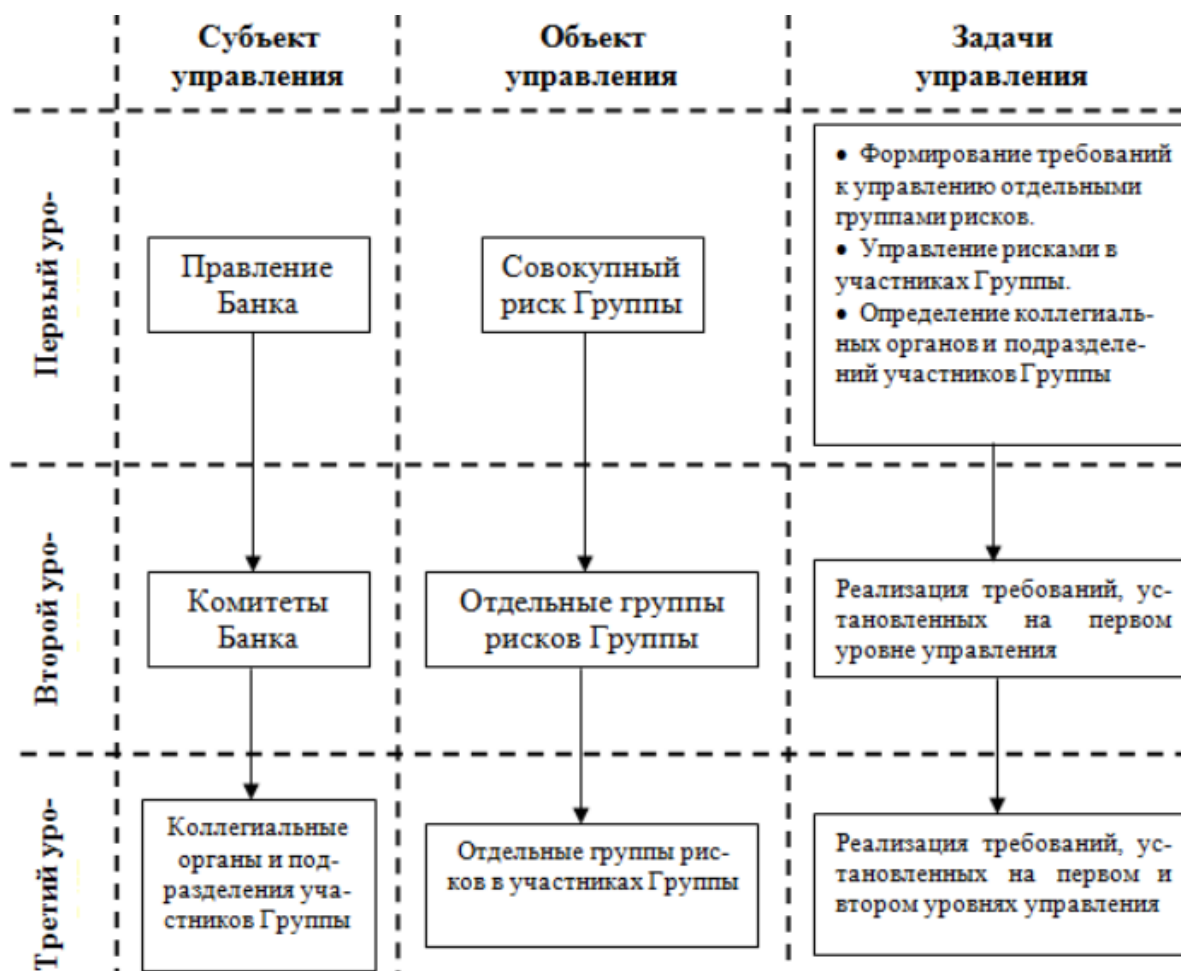 Субъект
управления
Объект
управления
Задачи
управления
Первый уро-
Правление
Банка
Совокупный
риск Группы
• Формирование требований
к управлению отдельными
группами рисков.
• Управление рисками в
участниках Группы.
• Определение коллегиаль-
ных органов и подразделе-
ний участников Группы
Второй уро-
Комитеты
Банка
Отдельные группы
рисков Группы
Реализация требований, ус-
тановленных на первом
уровне управления
Третий уро-
Коллегиальные
органы и под-
разделения уча-
стников Группы
Отдельные группы рис-
ков в участниках Группы
Реализация требований, ус-
тановленных на первом и
втором уровнях управления